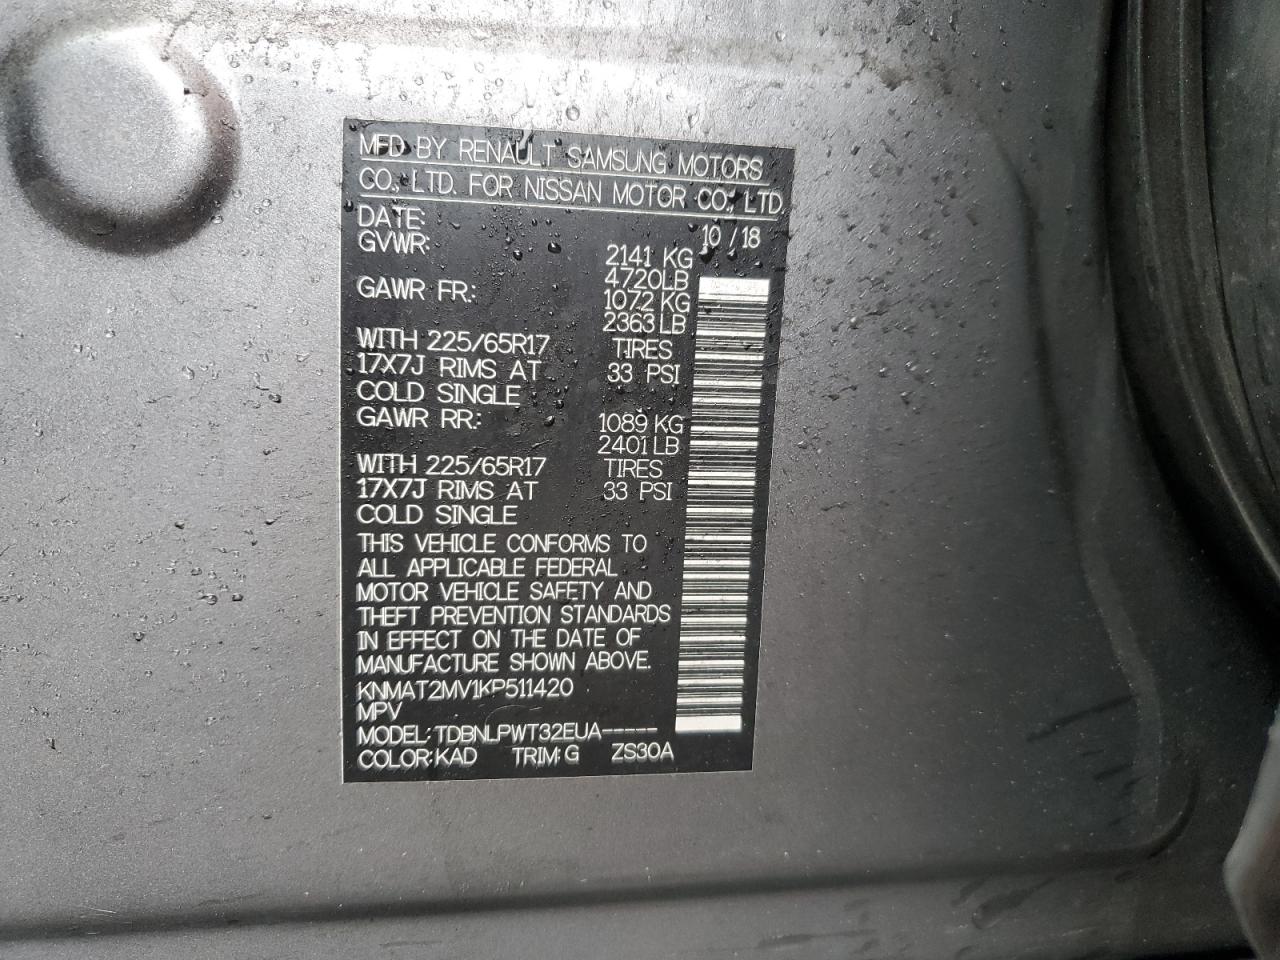 MFD BY RENAULT SAMSUNG MOTORS
CO., LTD. FOR NISSAN MOTOR CO., LTD.
DATE: 10 / 18
GVWR: 2141 KG
4720LB
GAWR FR.: 1072 KG
2363 LB
WITH 225/65R17 TIRES
17X7J RIMS AT 33 PSI
COLD SINGLE
GAWR RR.: 1089 KG
2401 LB
WITH 225/65R17 TIRES
17X7J RIMS AT 33 PSI
COLD SINGLE
THIS VEHICLE CONFORMS TO
ALL APPLICABLE FEDERAL
MOTOR VEHICLE SAFETY AND
THEFT PREVENTION STANDARDS
IN EFFECT ON THE DATE OF
MANUFACTURE SHOWN ABOVE.
KNMAT2MV1KP511420
MPV
MODEL: TDBNLPWT32EUA-----
COLOR: KAD TRIM: G ZS30A